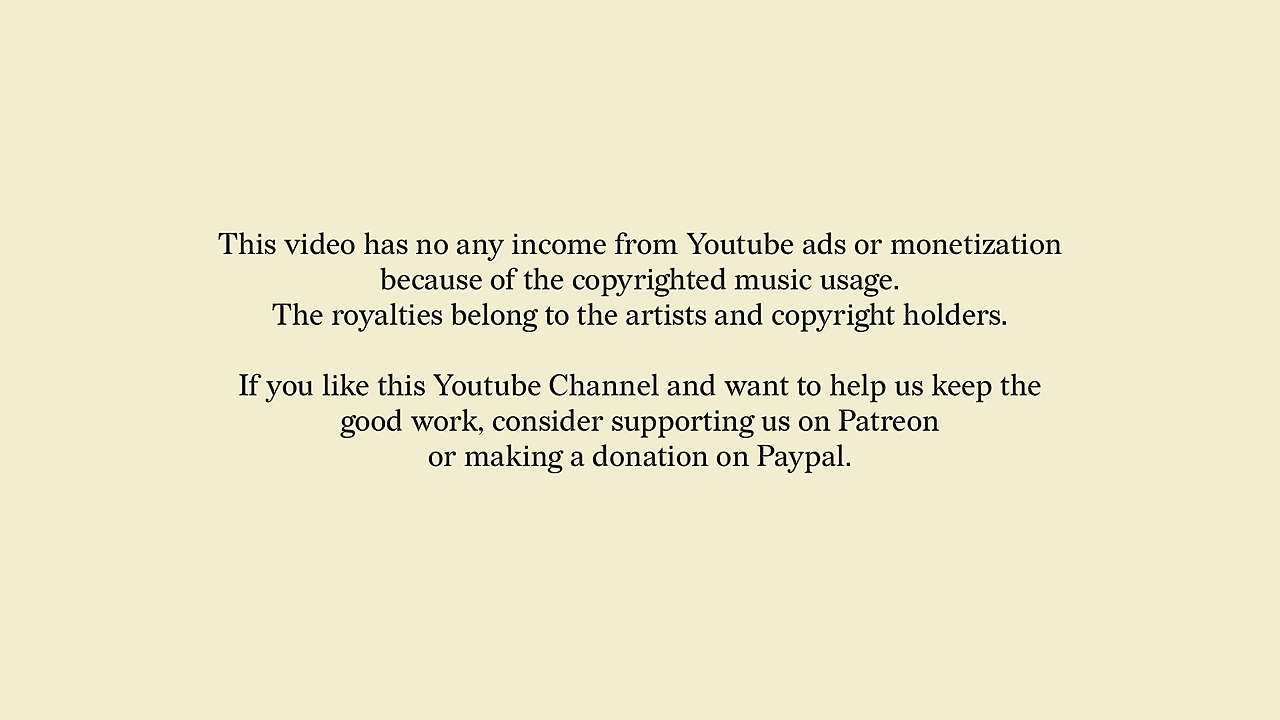 This video has no any income from Youtube ads or monetization
because of the copyrighted music usage.
The royalties belong to the artists and copyright holders.
If you like this Youtube Channel and want to help us keep the
good work, consider supporting us on Patreon
or making a donation on Paypal.